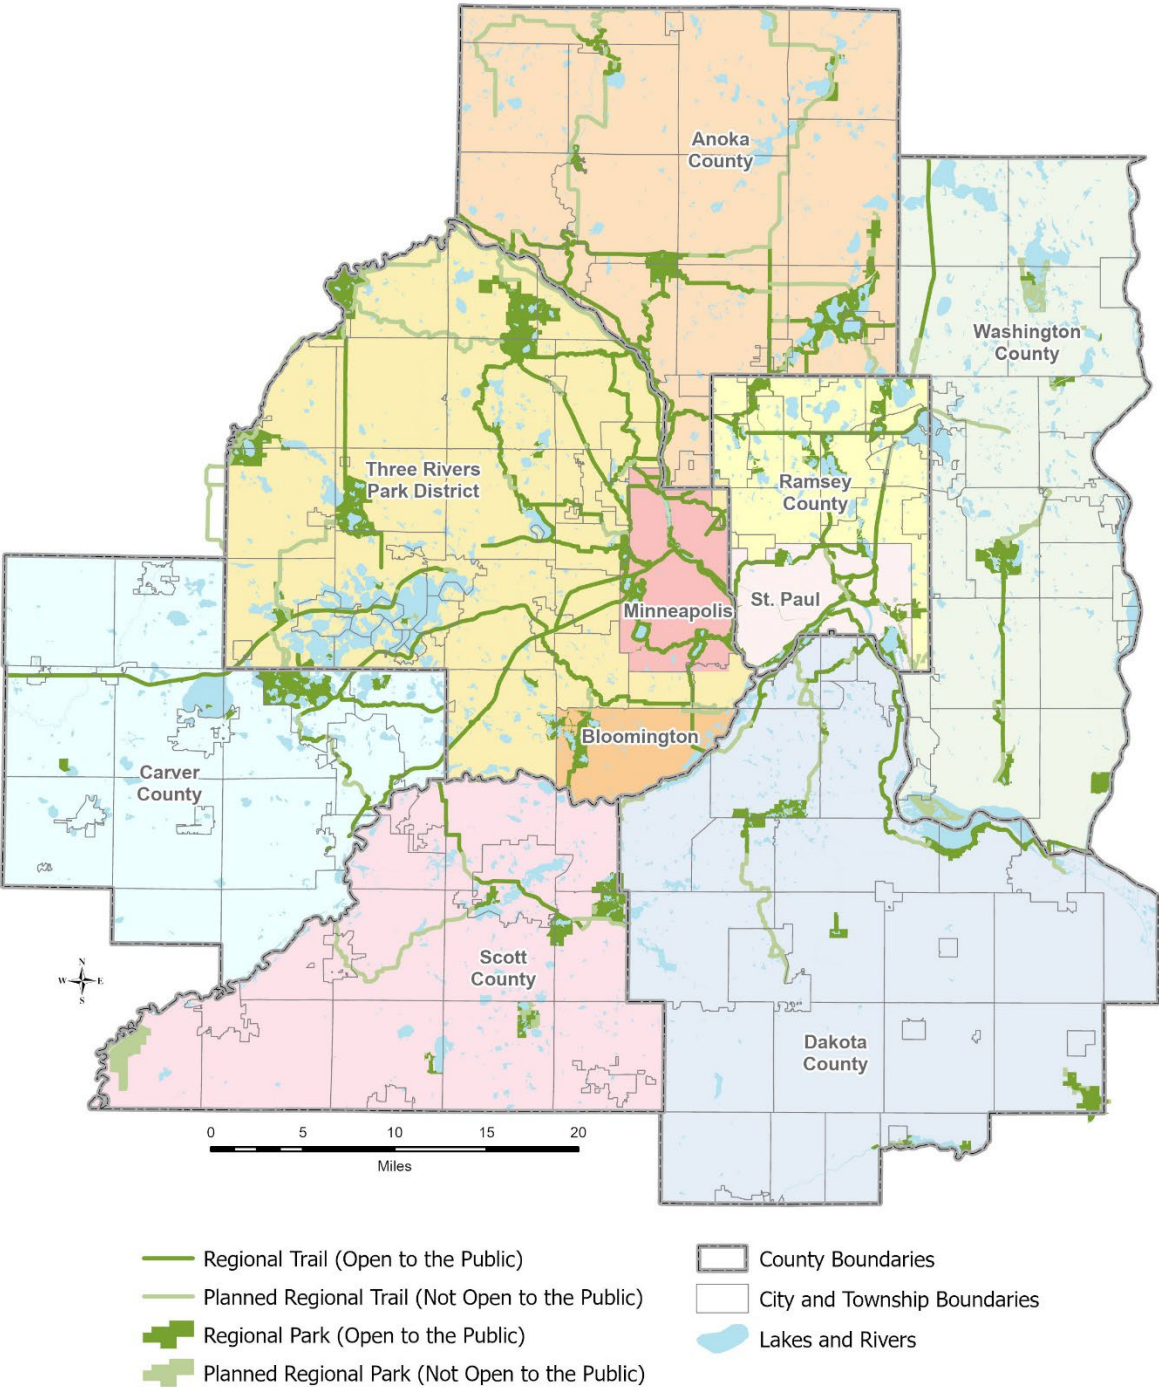 Anoka
County
Washington
County
Three Rivers
Park District
Ramsey
County
Minneapolis
St. Paul
Bloomington
Carver
County
Scott
County
Dakota
County
N
W E
S
0 5 10 15 20
Miles
Regional Trail (Open to the Public)
Planned Regional Trail (Not Open to the Public)
Regional Park (Open to the Public)
Planned Regional Park (Not Open to the Public)
County Boundaries
City and Township Boundaries
Lakes and Rivers